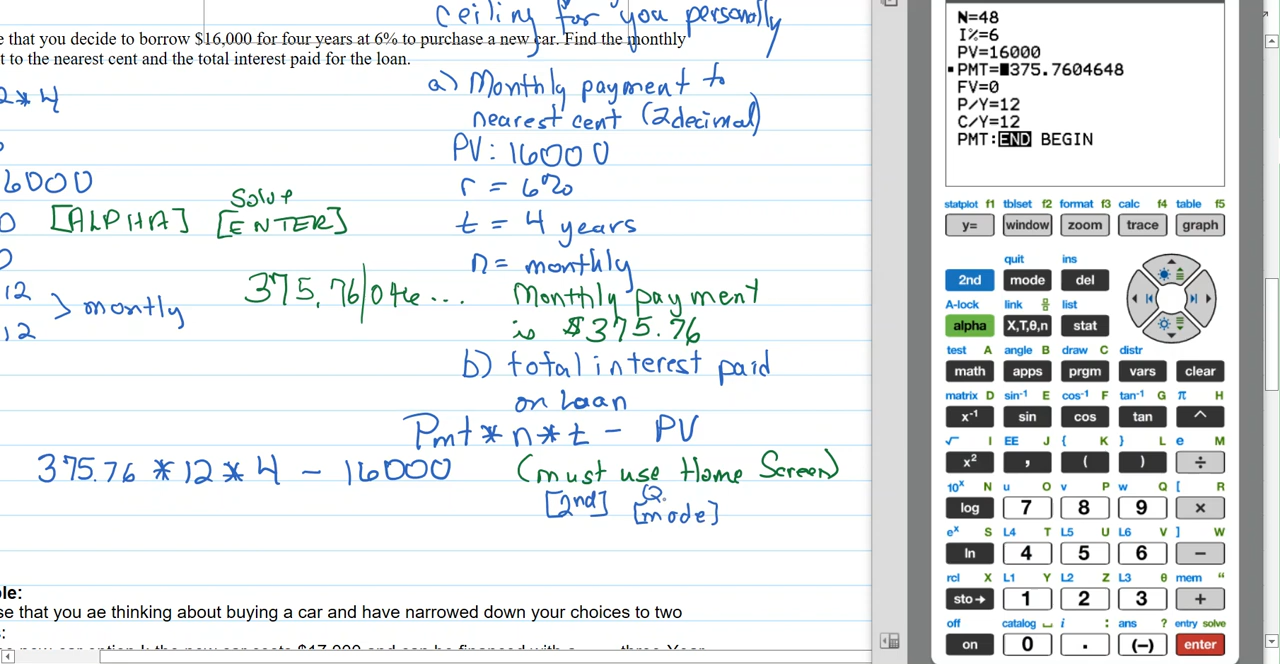 ceiling for you personally
e that you decide to borrow $16,000 for four years at 6% to purchase a new car. Find the monthly
t to the nearest cent and the total interest paid for the loan.
a) Monthly payment to
nearest cent (2decimal)
2 * 4
PV: 16000
r = 6%
6000
Solve
0 [ALPHA] [ENTER]
t = 4 years
n = monthly
12
12 > montly
375.76|046... Monthly payment
is $375.76
b) total interest paid
on Loan
Pmt * n * t - PV
375.76 * 12 * 4 - 16000 (must use Home Screen)
[2nd] [mode]
Q.
le:
se that you ae thinking about buying a car and have narrowed down your choices to two
s:
N=48
I%=6
PV=16000
PMT=375.7604648
FV=0
P/Y=12
C/Y=12
PMT:END BEGIN
statplot f1 tblset f2 format f3 calc f4 table f5
y= window zoom trace graph
quit ins
2nd mode del
A-lock link list
alpha X,T,θ,n stat
test A angle B draw C distr
math apps prgm vars clear
matrix D sin⁻¹ E cos⁻¹ F tan⁻¹ G π H
x⁻¹ sin cos tan ^
√ I EE J { K } L e M
x² , ( ) ÷
10ˣ N u O v P w Q [ R
log 7 8 9 ×
eˣ S L4 T L5 U L6 V ] W
ln 4 5 6 −
rcl X L1 Y L2 Z L3 θ mem "
sto→ 1 2 3 +
off catalog i : ans ? entry solve
on 0 . (−) enter